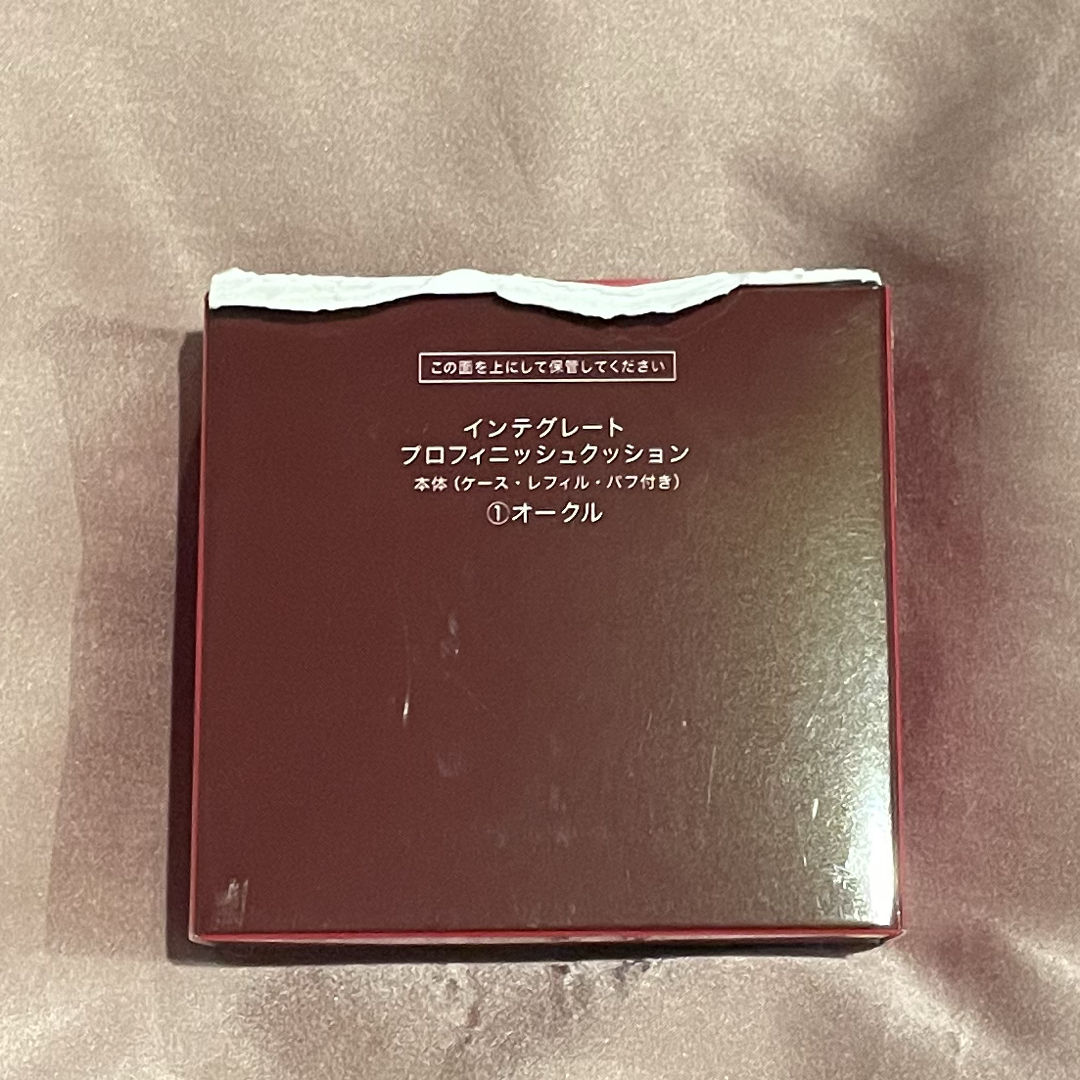 この面を上にして保管してください
インテグレート
プロフィニッシュクッション
本体(ケース・レフィル・パフ付き)
①オークル